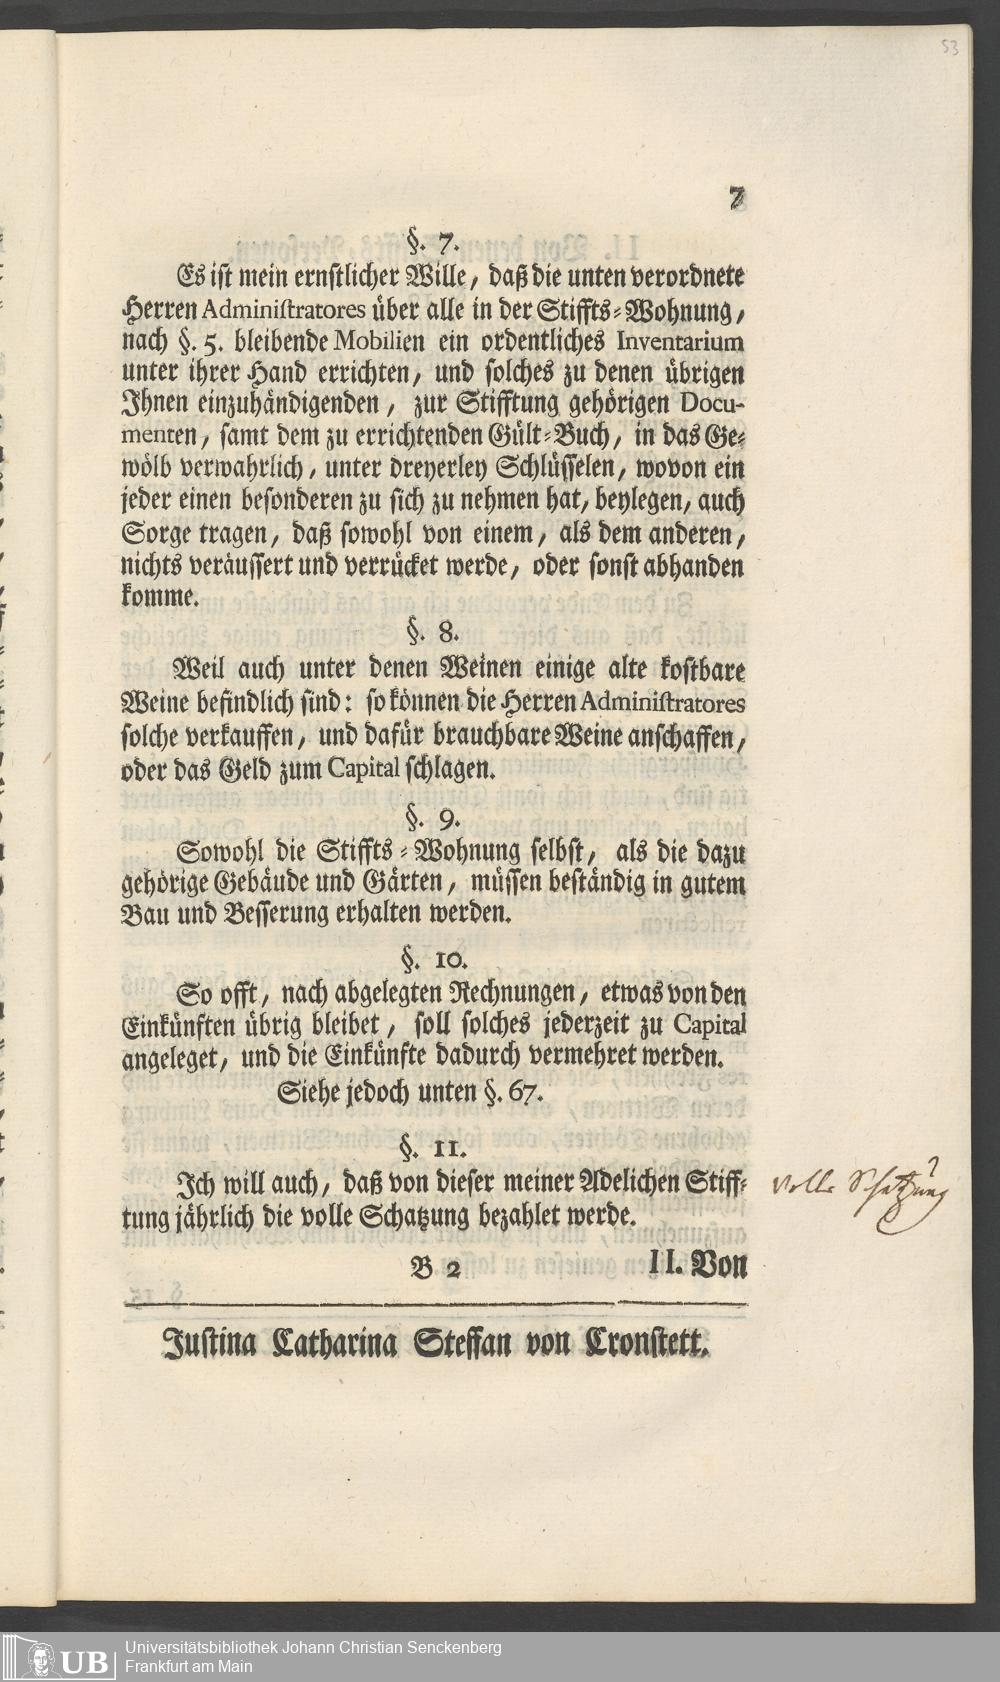 53
7
§. 7.
Es ist mein ernstlicher Wille, daß die unten verordnete
Herren Administratores über alle in der Stiffts-Wohnung,
nach §. 5. bleibende Mobilien ein ordentliches Inventarium
unter ihrer Hand errichten, und solches zu denen übrigen
Ihnen einzuhändigenden, zur Stifftung gehörigen Docu-
menten, samt dem zu errichtenden Gült-Buch, in das Ge-
wölb verwahrlich, unter dreyerley Schlüsselen, wovon ein
jeder einen besonderen zu sich zu nehmen hat, beylegen, auch
Sorge tragen, daß sowohl von einem, als dem anderen,
nichts veräussert und verrücket werde, oder sonst abhanden
komme.
§. 8.
Weil auch unter denen Weinen einige alte kostbare
Weine befindlich sind: so können die Herren Administratores
solche verkauffen, und dafür brauchbare Weine anschaffen,
oder das Geld zum Capital schlagen.
§. 9.
Sowohl die Stiffts-Wohnung selbst, als die dazu
gehörige Gebäude und Gärten, müssen beständig in gutem
Bau und Besserung erhalten werden.
§. 10.
So offt, nach abgelegten Rechnungen, etwas von den
Einkünften übrig bleibet, soll solches jederzeit zu Capital
angeleget, und die Einkünfte dadurch vermehret werden.
Siehe jedoch unten §. 67.
§. 11.
Ich will auch, daß von dieser meiner Adelichen Stiff-
tung jährlich die volle Schatzung bezahlet werde.
volle Schatzung
B 2 II. Von
Justina Catharina Steffan von Cronstett.
UB Universitätsbibliothek Johann Christian Senckenberg
Frankfurt am Main